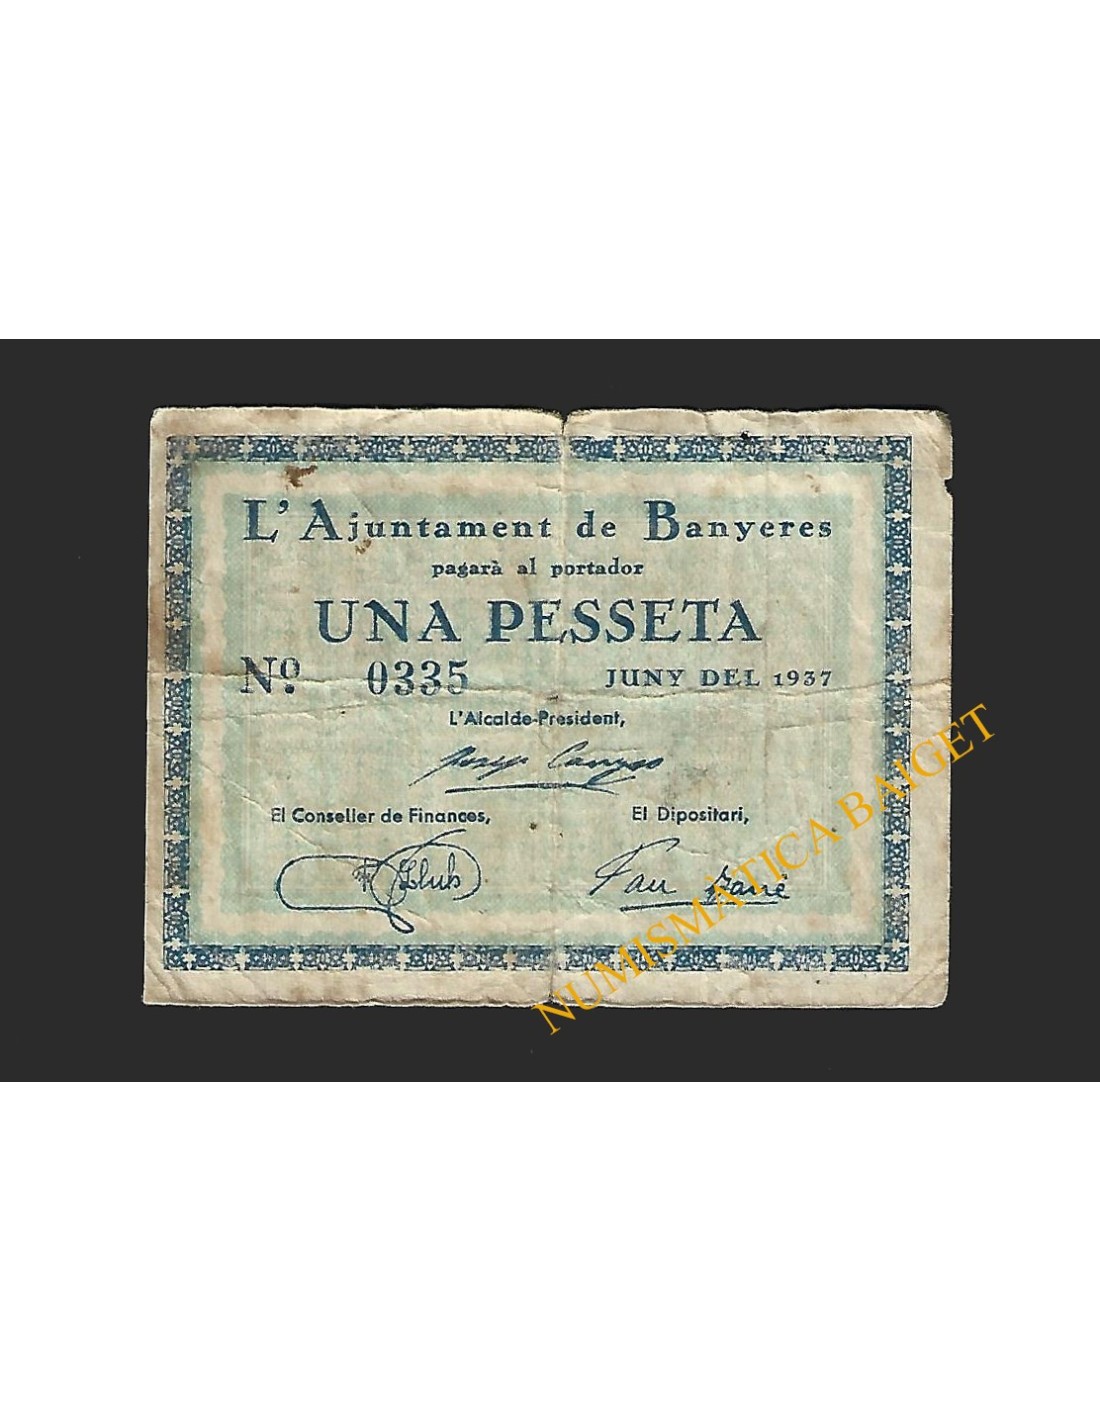 L'Ajuntament de Banyeres
pagarà al portador
UNA PESSETA
Nº. 0335 JUNY DEL 1937
L'Alcalde-President,
El Conseller de Finances, El Dipositari,
Pau
NUMISMÀTICA BAIGET